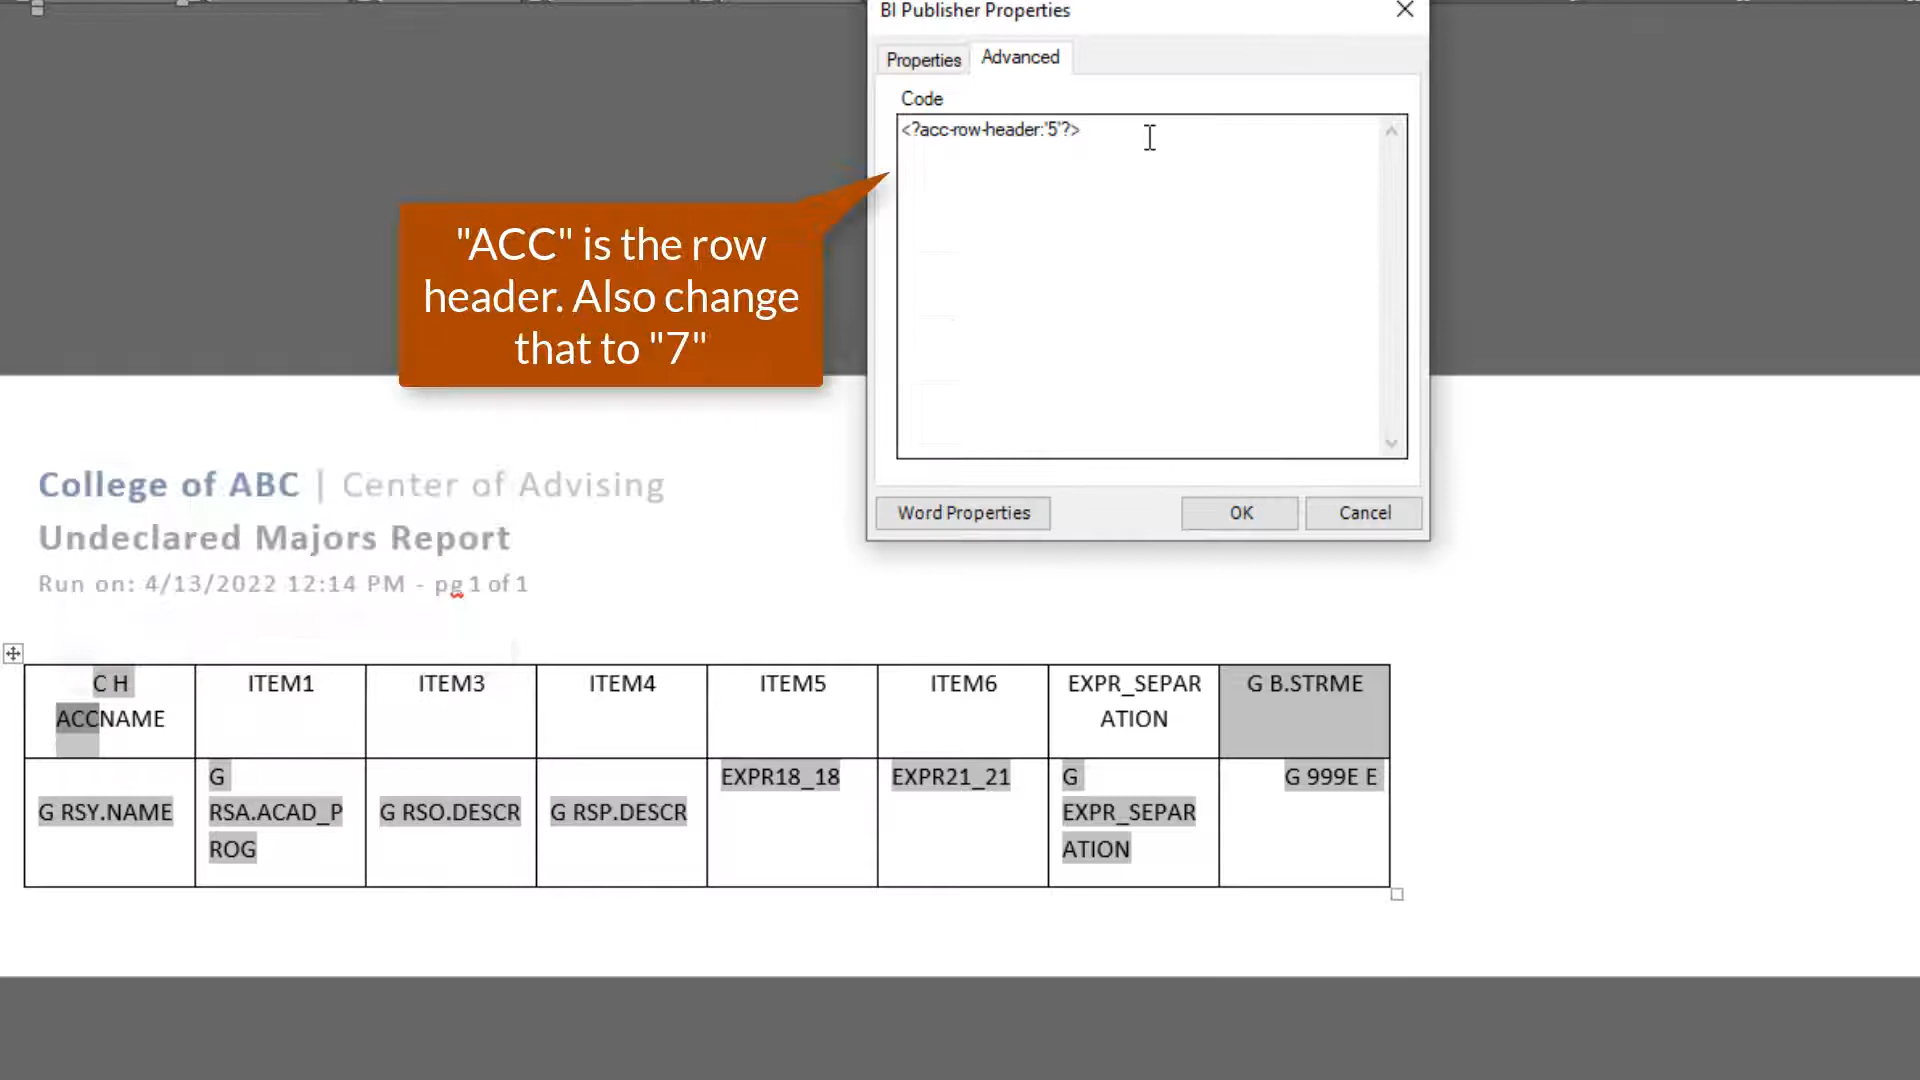 BI Publisher Properties
Properties
Advanced
Code
<?acc-row-header:'5'?>
"ACC" is the row
header. Also change
that to "7"
Word Properties
OK
Cancel
College of ABC | Center of Advising
Undeclared Majors Report
Run on: 4/13/2022 12:14 PM - pg 1 of 1
C H
ACCNAME
ITEM1
ITEM3
ITEM4
ITEM5
ITEM6
EXPR_SEPAR
ATION
G B.STRME
G RSY.NAME
G
RSA.ACAD_P
ROG
G RSO.DESCR
G RSP.DESCR
EXPR18_18
EXPR21_21
G
EXPR_SEPAR
ATION
G 999E E